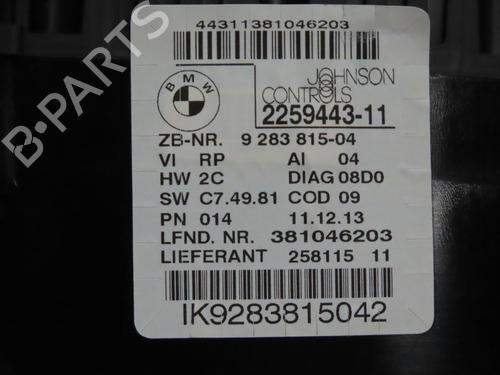 44311381046203
BMW
JOHNSON
CONTROLS
2259443-11
ZB-NR. 9 283 815-04
VI RP AI 04
HW 2C DIAG 08D0
SW C7.49.81 COD 09
PN 014 11.12.13
LFND. NR. 381046203
LIEFERANT 258115 11
IK9283815042
B-PARTS